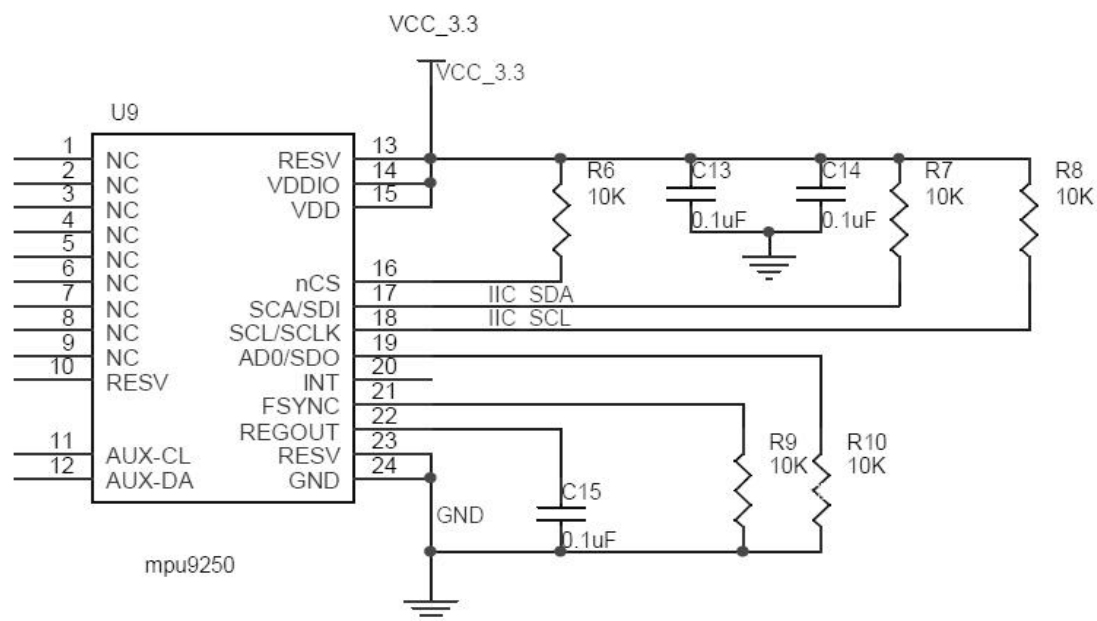 VCC_3.3
VCC_3.3
U9
1 NC
2 NC
3 NC
4 NC
5 NC
6 NC
7 NC
8 NC
9 NC
10 RESV
11 AUX-CL
12 AUX-DA
RESV 13
VDDIO 14
VDD 15
nCS 16
SCA/SDI 17 IIC_SDA
SCL/SCLK 18 IIC_SCL
AD0/SDO 19
INT 20
FSYNC 21
REGOUT 22
RESV 23
GND 24
R6
10K
C13
0.1uF
C14
0.1uF
R7
10K
R8
10K
R9
10K
R10
10K
C15
0.1uF
GND
mpu9250